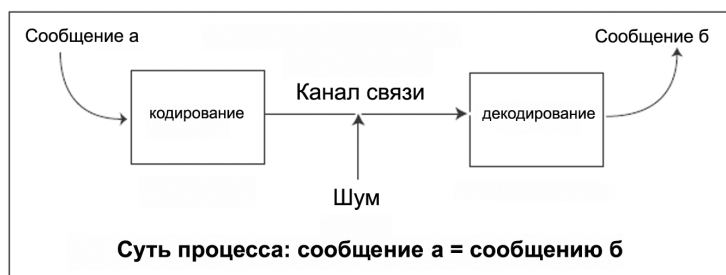 Сообщение а
Сообщение б
Канал связи
кодирование
декодирование
Шум
Суть процесса: сообщение а = сообщению б